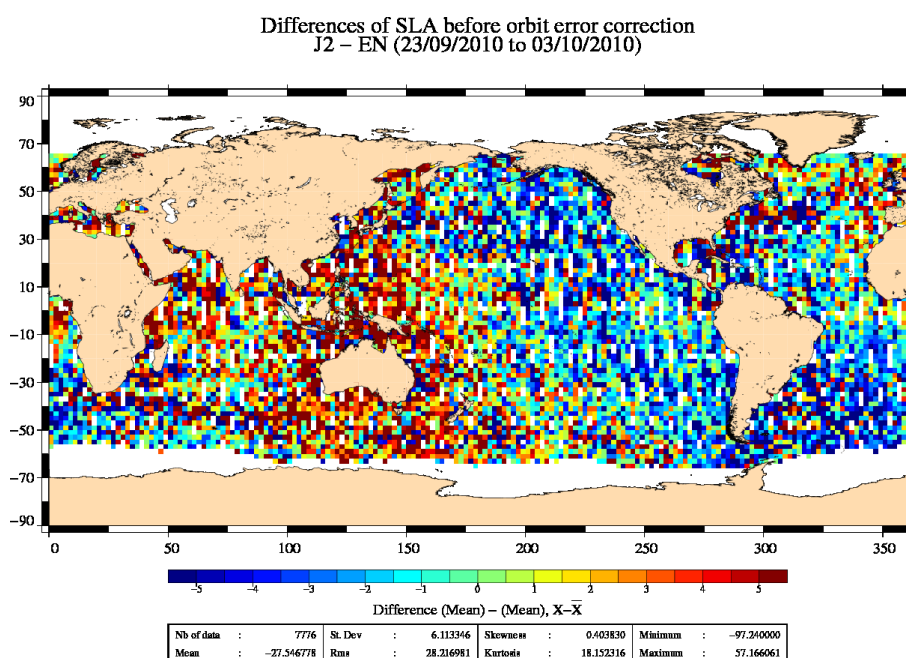 Differences of SLA before orbit error correction
J2 − EN (23/09/2010 to 03/10/2010)
90
70
50
30
10
−10
−30
−50
−70
−90
0 50 100 150 200 250 300 350
−5 −4 −3 −2 −1 0 1 2 3 4 5
Difference (Mean) − (Mean), X−X̅
Nb of data : 7776 St. Dev : 6.113346 Skewness : 0.403830 Minimum : −97.240000
Mean : −27.546778 Rms : 28.216981 Kurtosis : 18.152316 Maximum : 57.166061